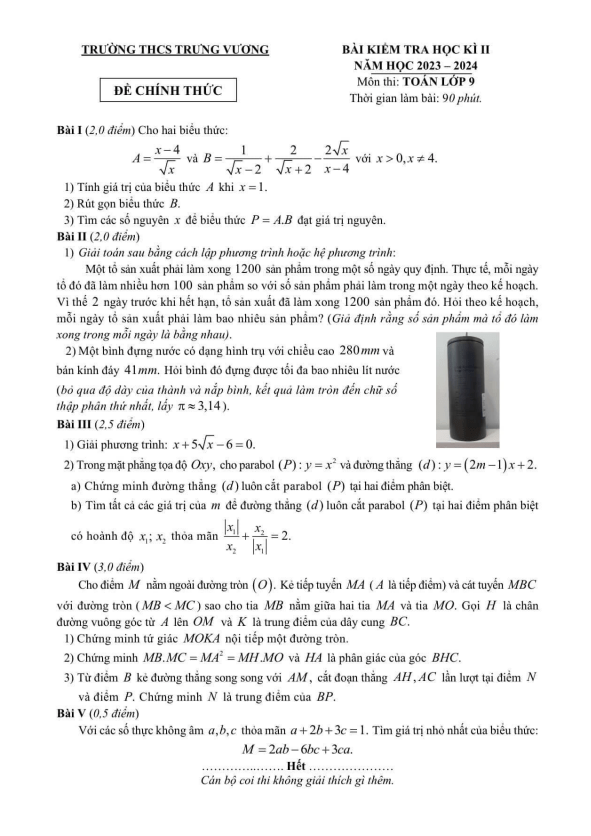 TRƯỜNG THCS TRƯNG VƯƠNG
ĐỀ CHÍNH THỨC
BÀI KIỂM TRA HỌC KÌ II
NĂM HỌC 2023 – 2024
Môn thi: TOÁN LỚP 9
Thời gian làm bài: 90 phút.
Bài I (2,0 điểm) Cho hai biểu thức:
A = (x − 4)/√x và B = 1/(√x − 2) + 2/(√x + 2) − 2√x/(x − 4) với x > 0, x ≠ 4.
1) Tính giá trị của biểu thức A khi x = 1.
2) Rút gọn biểu thức B.
3) Tìm các số nguyên x để biểu thức P = A.B đạt giá trị nguyên.
Bài II (2,0 điểm)
1) Giải toán sau bằng cách lập phương trình hoặc hệ phương trình:
Một tổ sản xuất phải làm xong 1200 sản phẩm trong một số ngày quy định. Thực tế, mỗi ngày
tổ đó đã làm nhiều hơn 100 sản phẩm so với số sản phẩm phải làm trong một ngày theo kế hoạch.
Vì thế 2 ngày trước khi hết hạn, tổ sản xuất đã làm xong 1200 sản phẩm đó. Hỏi theo kế hoạch,
mỗi ngày tổ sản xuất phải làm bao nhiêu sản phẩm? (Giả định rằng số sản phẩm mà tổ đó làm
xong trong mỗi ngày là bằng nhau).
2) Một bình đựng nước có dạng hình trụ với chiều cao 280mm và
bán kính đáy 41mm. Hỏi bình đó đựng được tối đa bao nhiêu lít nước
(bỏ qua độ dày của thành và nắp bình, kết quả làm tròn đến chữ số
thập phân thứ nhất, lấy π ≈ 3,14).
Bài III (2,5 điểm)
1) Giải phương trình: x + 5√x − 6 = 0.
2) Trong mặt phẳng tọa độ Oxy, cho parabol (P): y = x² và đường thẳng (d): y = (2m − 1)x + 2.
a) Chứng minh đường thẳng (d) luôn cắt parabol (P) tại hai điểm phân biệt.
b) Tìm tất cả các giá trị của m để đường thẳng (d) luôn cắt parabol (P) tại hai điểm phân biệt
có hoành độ x₁; x₂ thỏa mãn |x₁|/x₂ + x₂/|x₁| = 2.
Bài IV (3,0 điểm)
Cho điểm M nằm ngoài đường tròn (O). Kẻ tiếp tuyến MA (A là tiếp điểm) và cát tuyến MBC
với đường tròn (MB < MC) sao cho tia MB nằm giữa hai tia MA và tia MO. Gọi H là chân
đường vuông góc từ A lên OM và K là trung điểm của dây cung BC.
1) Chứng minh tứ giác MOKA nội tiếp một đường tròn.
2) Chứng minh MB.MC = MA² = MH.MO và HA là phân giác của góc BHC.
3) Từ điểm B kẻ đường thẳng song song với AM, cắt đoạn thẳng AH, AC lần lượt tại điểm N
và điểm P. Chứng minh N là trung điểm của BP.
Bài V (0,5 điểm)
Với các số thực không âm a,b,c thỏa mãn a + 2b + 3c = 1. Tìm giá trị nhỏ nhất của biểu thức:
M = 2ab − 6bc + 3ca.
…………..……. Hết …………………
Cán bộ coi thi không giải thích gì thêm.